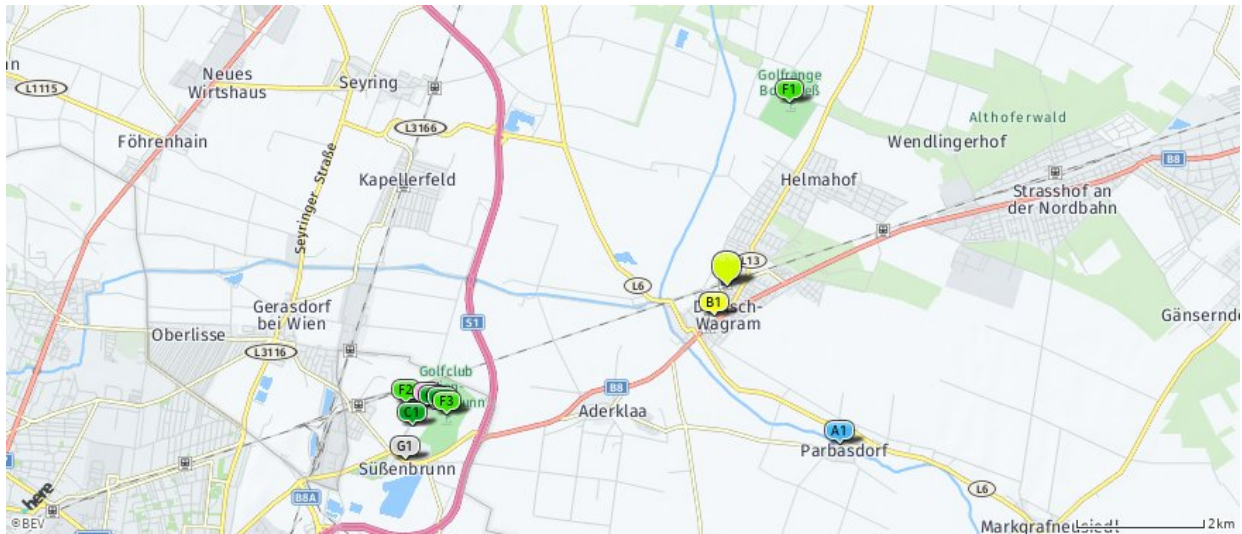 Golfrange
F1
Neues
Wirtshaus
Seyring
L1115
L3166
Althoferwald
Föhrenhain
Wendlingerhof
B8
Kapellerfeld
Helmahof
Strasshof an
der Nordbahn
Seyringer Straße
L13
L6
B1
Gerasdorf
bei Wien
Wagram
Oberlisse
S1
L3116
Golfclub
F2
F3
C1
B8
Aderklaa
A1
Parbasdorf
G1
Süßenbrunn
L6
B8A
here
©BEV
2km